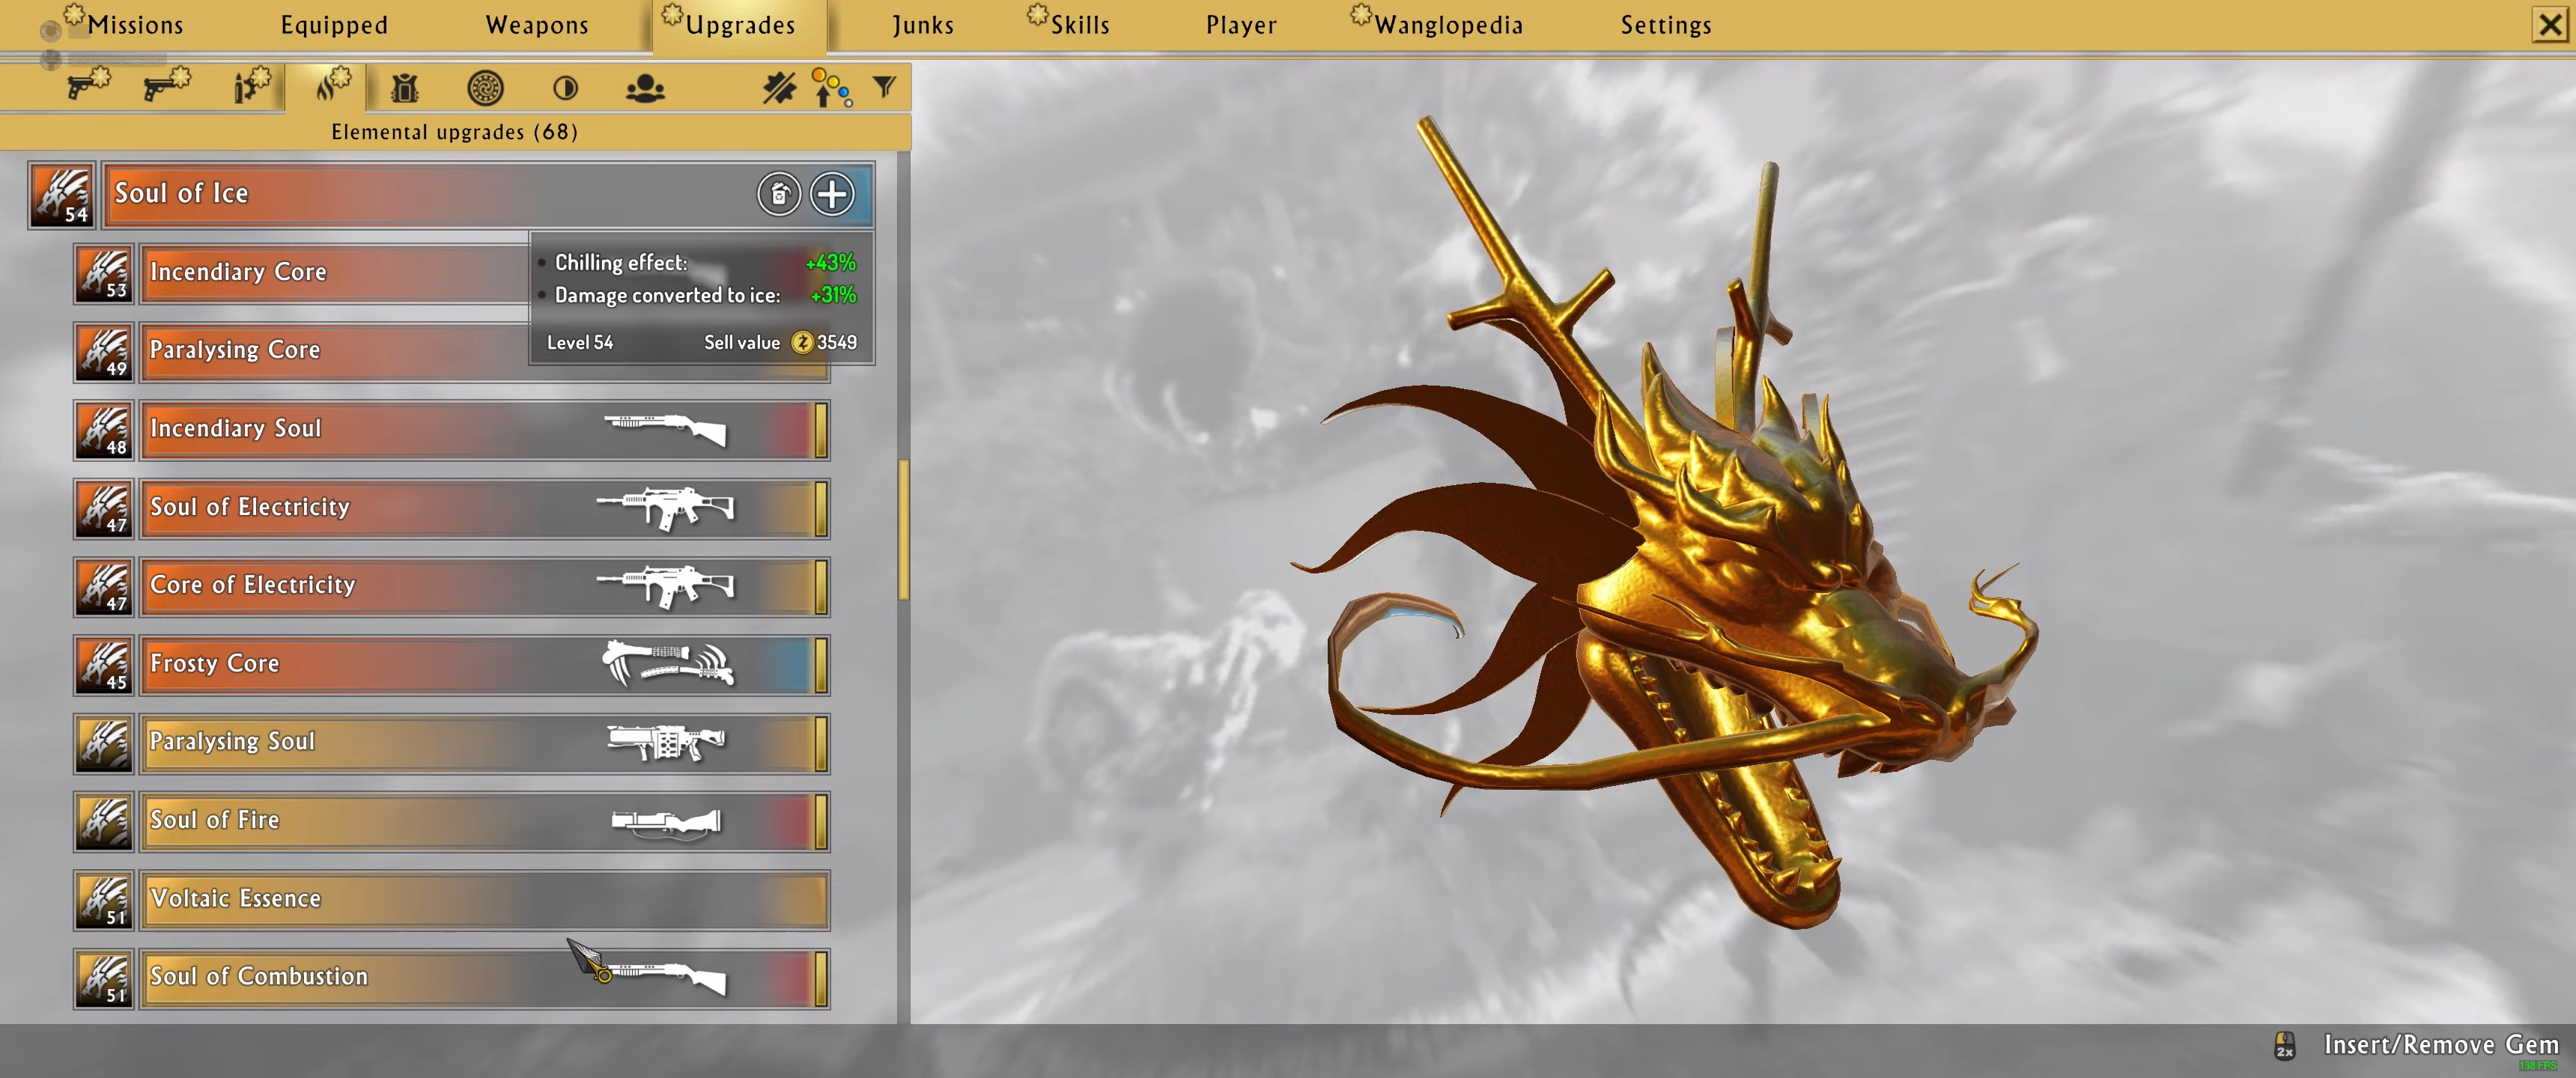 Missions Equipped Weapons Upgrades Junks Skills Player Wanglopedia Settings
Elemental upgrades (68)
54 Soul of Ice
Chilling effect: +43%
Damage converted to ice: +31%
Level 54 Sell value 3549
53 Incendiary Core
49 Paralysing Core
48 Incendiary Soul
47 Soul of Electricity
47 Core of Electricity
45 Frosty Core
Paralysing Soul
Soul of Fire
51 Voltaic Essence
51 Soul of Combustion
2x Insert/Remove Gem
138 FPS